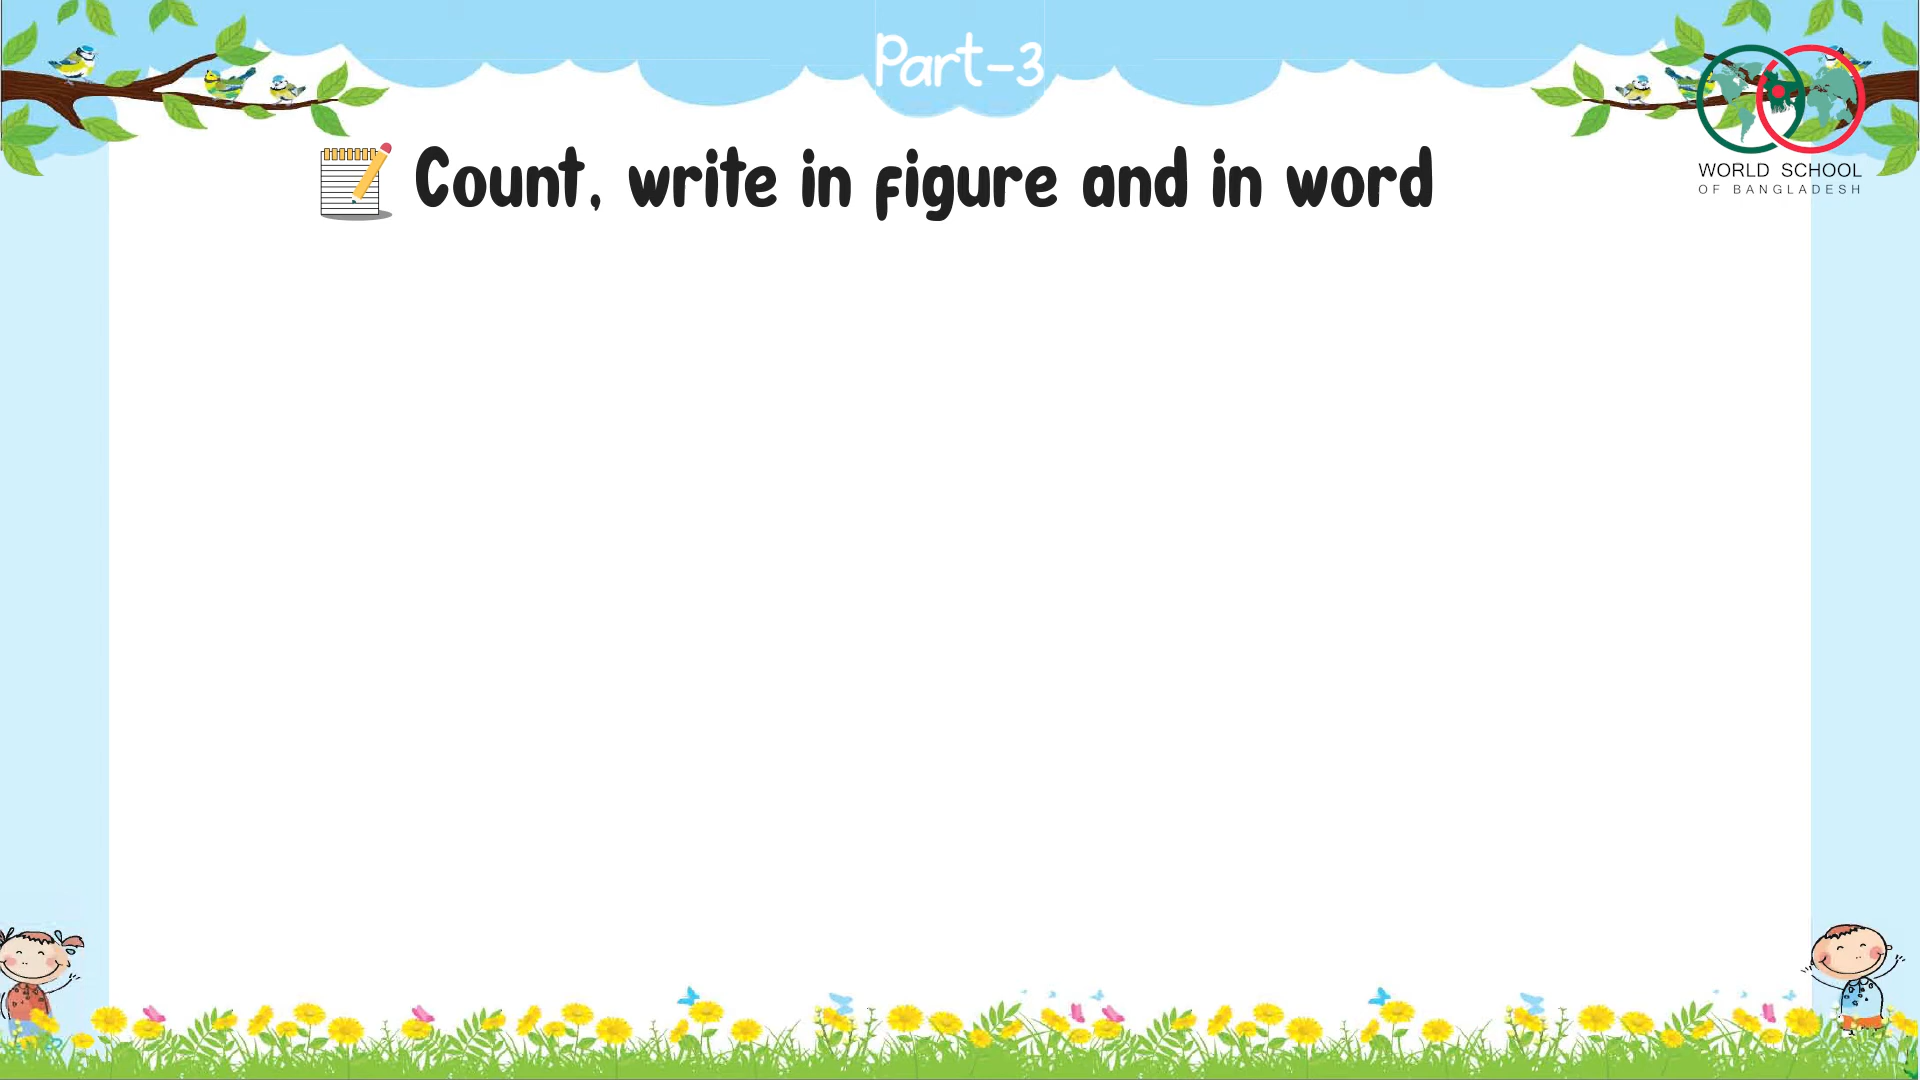 Part-3
Count, write in figure and in word
WORLD SCHOOL
OF BANGLADESH